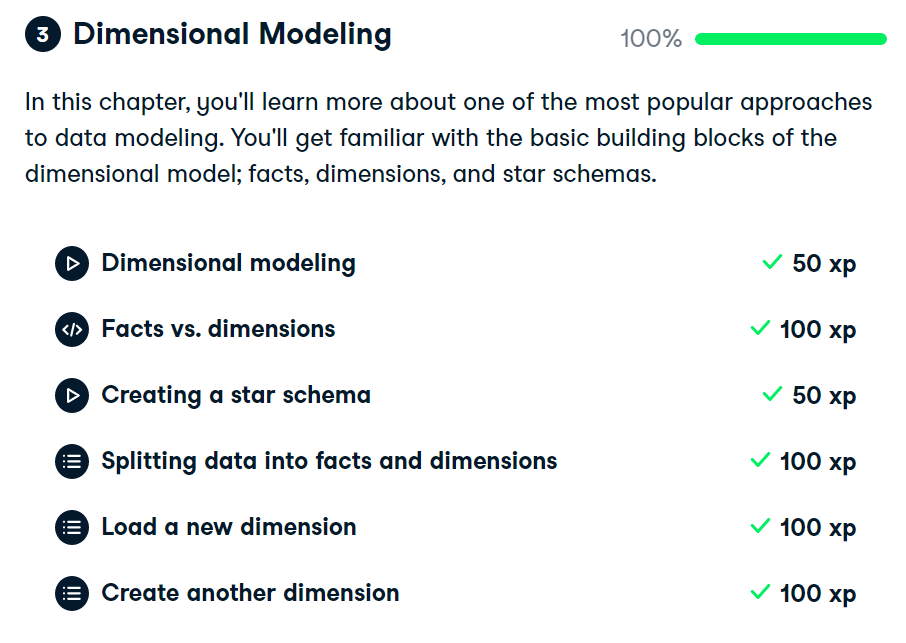 3 Dimensional Modeling 100%
In this chapter, you'll learn more about one of the most popular approaches
to data modeling. You'll get familiar with the basic building blocks of the
dimensional model; facts, dimensions, and star schemas.
Dimensional modeling 50 xp
</> Facts vs. dimensions 100 xp
Creating a star schema 50 xp
Splitting data into facts and dimensions 100 xp
Load a new dimension 100 xp
Create another dimension 100 xp